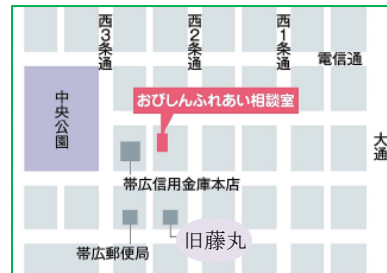 西3条通
西2条通
西1条通
電信通
中央公園
おびしんふれあい相談室
大通
帯広信用金庫本店
帯広郵便局
旧藤丸